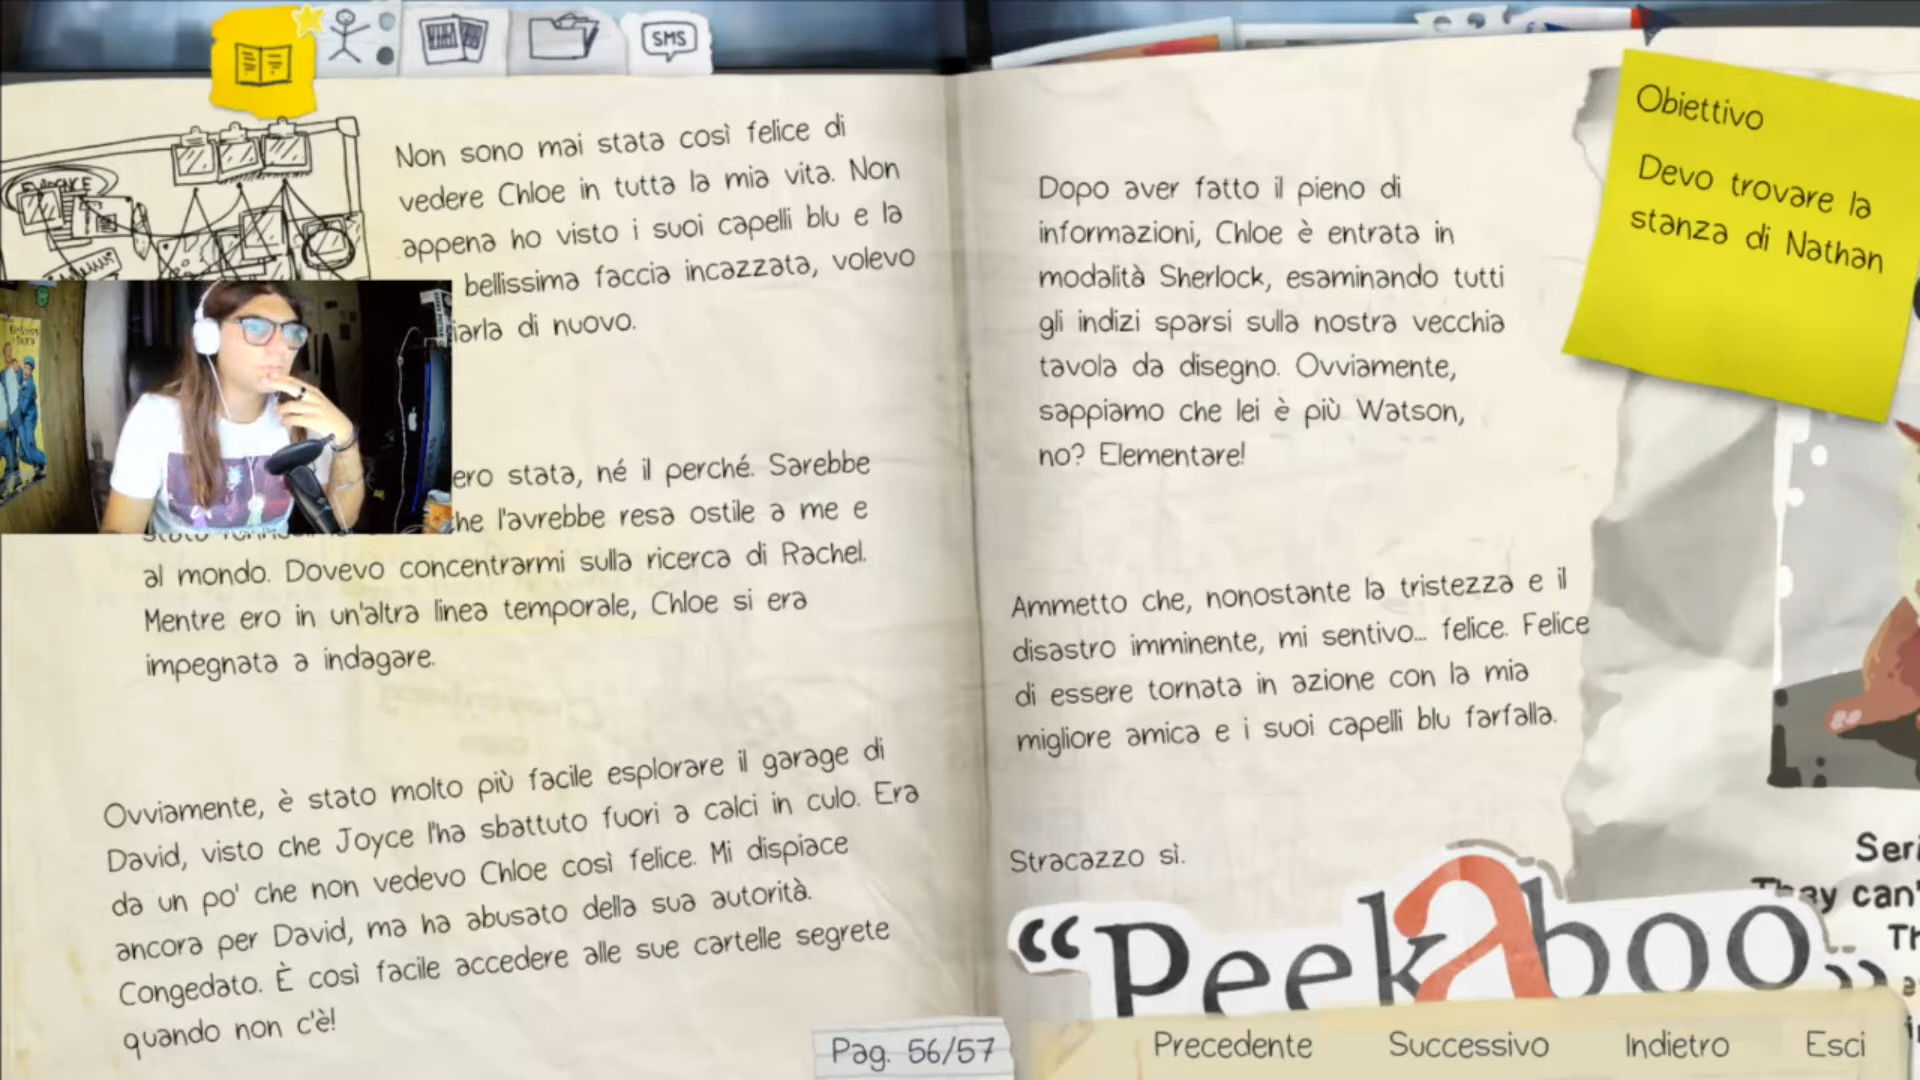 SMS
EVIDENCE
Non sono mai stata così felice di
vedere Chloe in tutta la mia vita. Non
appena ho visto i suoi capelli blu e la
bellissima faccia incazzata, volevo
di nuovo.
ero stata, né il perché. Sarebbe
l'avrebbe resa ostile a me e
al mondo. Dovevo concentrarmi sulla ricerca di Rachel.
Mentre ero in un'altra linea temporale, Chloe si era
impegnata a indagare.
Ovviamente, è stato molto più facile esplorare il garage di
David, visto che Joyce l'ha sbattuto fuori a calci in culo. Era
da un po' che non vedevo Chloe così felice. Mi dispiace
ancora per David, ma ha abusato della sua autorità.
Congedato. È così facile accedere alle sue cartelle segrete
quando non c'è!
Pag. 56/57
Dopo aver fatto il pieno di
informazioni, Chloe è entrata in
modalità Sherlock, esaminando tutti
gli indizi sparsi sulla nostra vecchia
tavola da disegno. Ovviamente,
sappiamo che lei è più Watson,
no? Elementare!
Ammetto che, nonostante la tristezza e il
disastro imminente, mi sentivo... felice. Felice
di essere tornata in azione con la mia
migliore amica e i suoi capelli blu farfalla.
Stracazzo sì.
"Peekaboo"
Obiettivo
Devo trovare la
stanza di Nathan
They can'
Precedente Successivo Indietro Esci